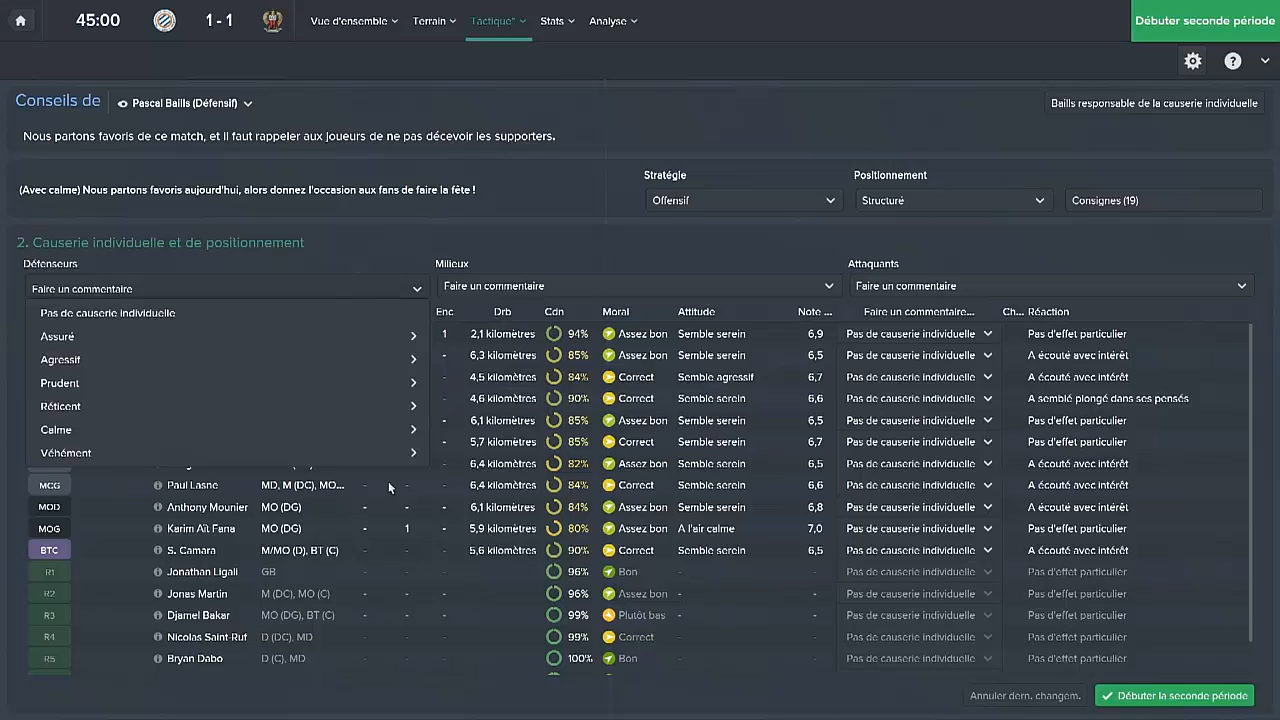 45:00 1 - 1 Vue d'ensemble Terrain Tactique* Stats Analyse Débuter seconde période
?
Conseils de Pascal Baills (Défensif) Baills responsable de la causerie individuelle
Nous partons favoris de ce match, et il faut rappeler aux joueurs de ne pas décevoir les supporters.
Stratégie Positionnement
(Avec calme) Nous partons favoris aujourd'hui, alors donnez l'occasion aux fans de faire la fête !
Offensif Structuré Consignes (19)
2. Causerie individuelle et de positionnement
Défenseurs Milieux Attaquants
Faire un commentaire Faire un commentaire Faire un commentaire
Pas de causerie individuelle
Assuré
Agressif
Prudent
Réticent
Calme
Véhément
Enc Drb Cdn Moral Attitude Note ... Faire un commentaire... Ch... Réaction
1 2,1 kilomètres 94% Assez bon Semble serein 6,9 Pas de causerie individuelle Pas d'effet particulier
- 6,3 kilomètres 85% Assez bon Semble serein 6,5 Pas de causerie individuelle A écouté avec intérêt
- 4,5 kilomètres 84% Correct Semble agressif 6,7 Pas de causerie individuelle A écouté avec intérêt
- 4,6 kilomètres 90% Correct Semble serein 6,6 Pas de causerie individuelle A semblé plongé dans ses pensés
- 6,1 kilomètres 85% Assez bon Semble serein 6,5 Pas de causerie individuelle Pas d'effet particulier
- 5,7 kilomètres 85% Correct Semble serein 6,7 Pas de causerie individuelle Pas d'effet particulier
- 6,4 kilomètres 82% Assez bon Semble serein 6,5 Pas de causerie individuelle A écouté avec intérêt
MCG Paul Lasne MD, M (DC), MO... - - - 6,4 kilomètres 84% Correct Semble serein 6,6 Pas de causerie individuelle A écouté avec intérêt
MOD Anthony Mounier MO (DG) - - - 6,1 kilomètres 84% Assez bon Semble serein 6,8 Pas de causerie individuelle A écouté avec intérêt
MOG Karim Aït Fana MO (DG) - 1 - 5,9 kilomètres 80% Assez bon A l'air calme 7,0 Pas de causerie individuelle Pas d'effet particulier
BTC S. Camara M/MO (D), BT (C) - - - 5,6 kilomètres 90% Correct Semble serein 6,5 Pas de causerie individuelle A écouté avec intérêt
R1 Jonathan Ligali GB - - 96% Bon - - Pas de causerie individuelle Pas d'effet particulier
R2 Jonas Martin M (DC), MO (C) - - 96% Assez bon - - Pas de causerie individuelle Pas d'effet particulier
R3 Djamel Bakar MO (DG), BT (C) - - 99% Plutôt bas - - Pas de causerie individuelle Pas d'effet particulier
R4 Nicolas Saint-Ruf D (DC), MD - - 99% Correct - - Pas de causerie individuelle Pas d'effet particulier
R5 Bryan Dabo D (C), MD - - 100% Bon - - Pas de causerie individuelle Pas d'effet particulier
Annuler dern. changem. Débuter la seconde période